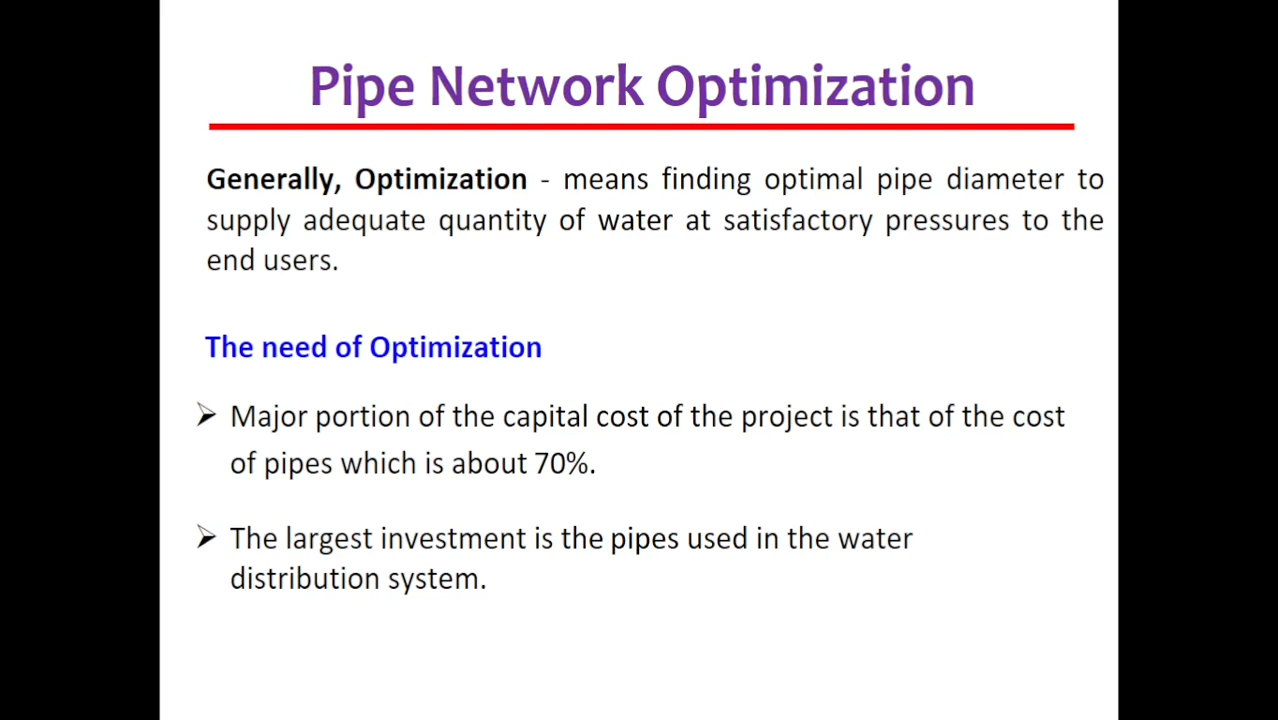 Pipe Network Optimization
Generally, Optimization - means finding optimal pipe diameter to
supply adequate quantity of water at satisfactory pressures to the
end users.
The need of Optimization
➢ Major portion of the capital cost of the project is that of the cost
of pipes which is about 70%.
➢ The largest investment is the pipes used in the water
distribution system.